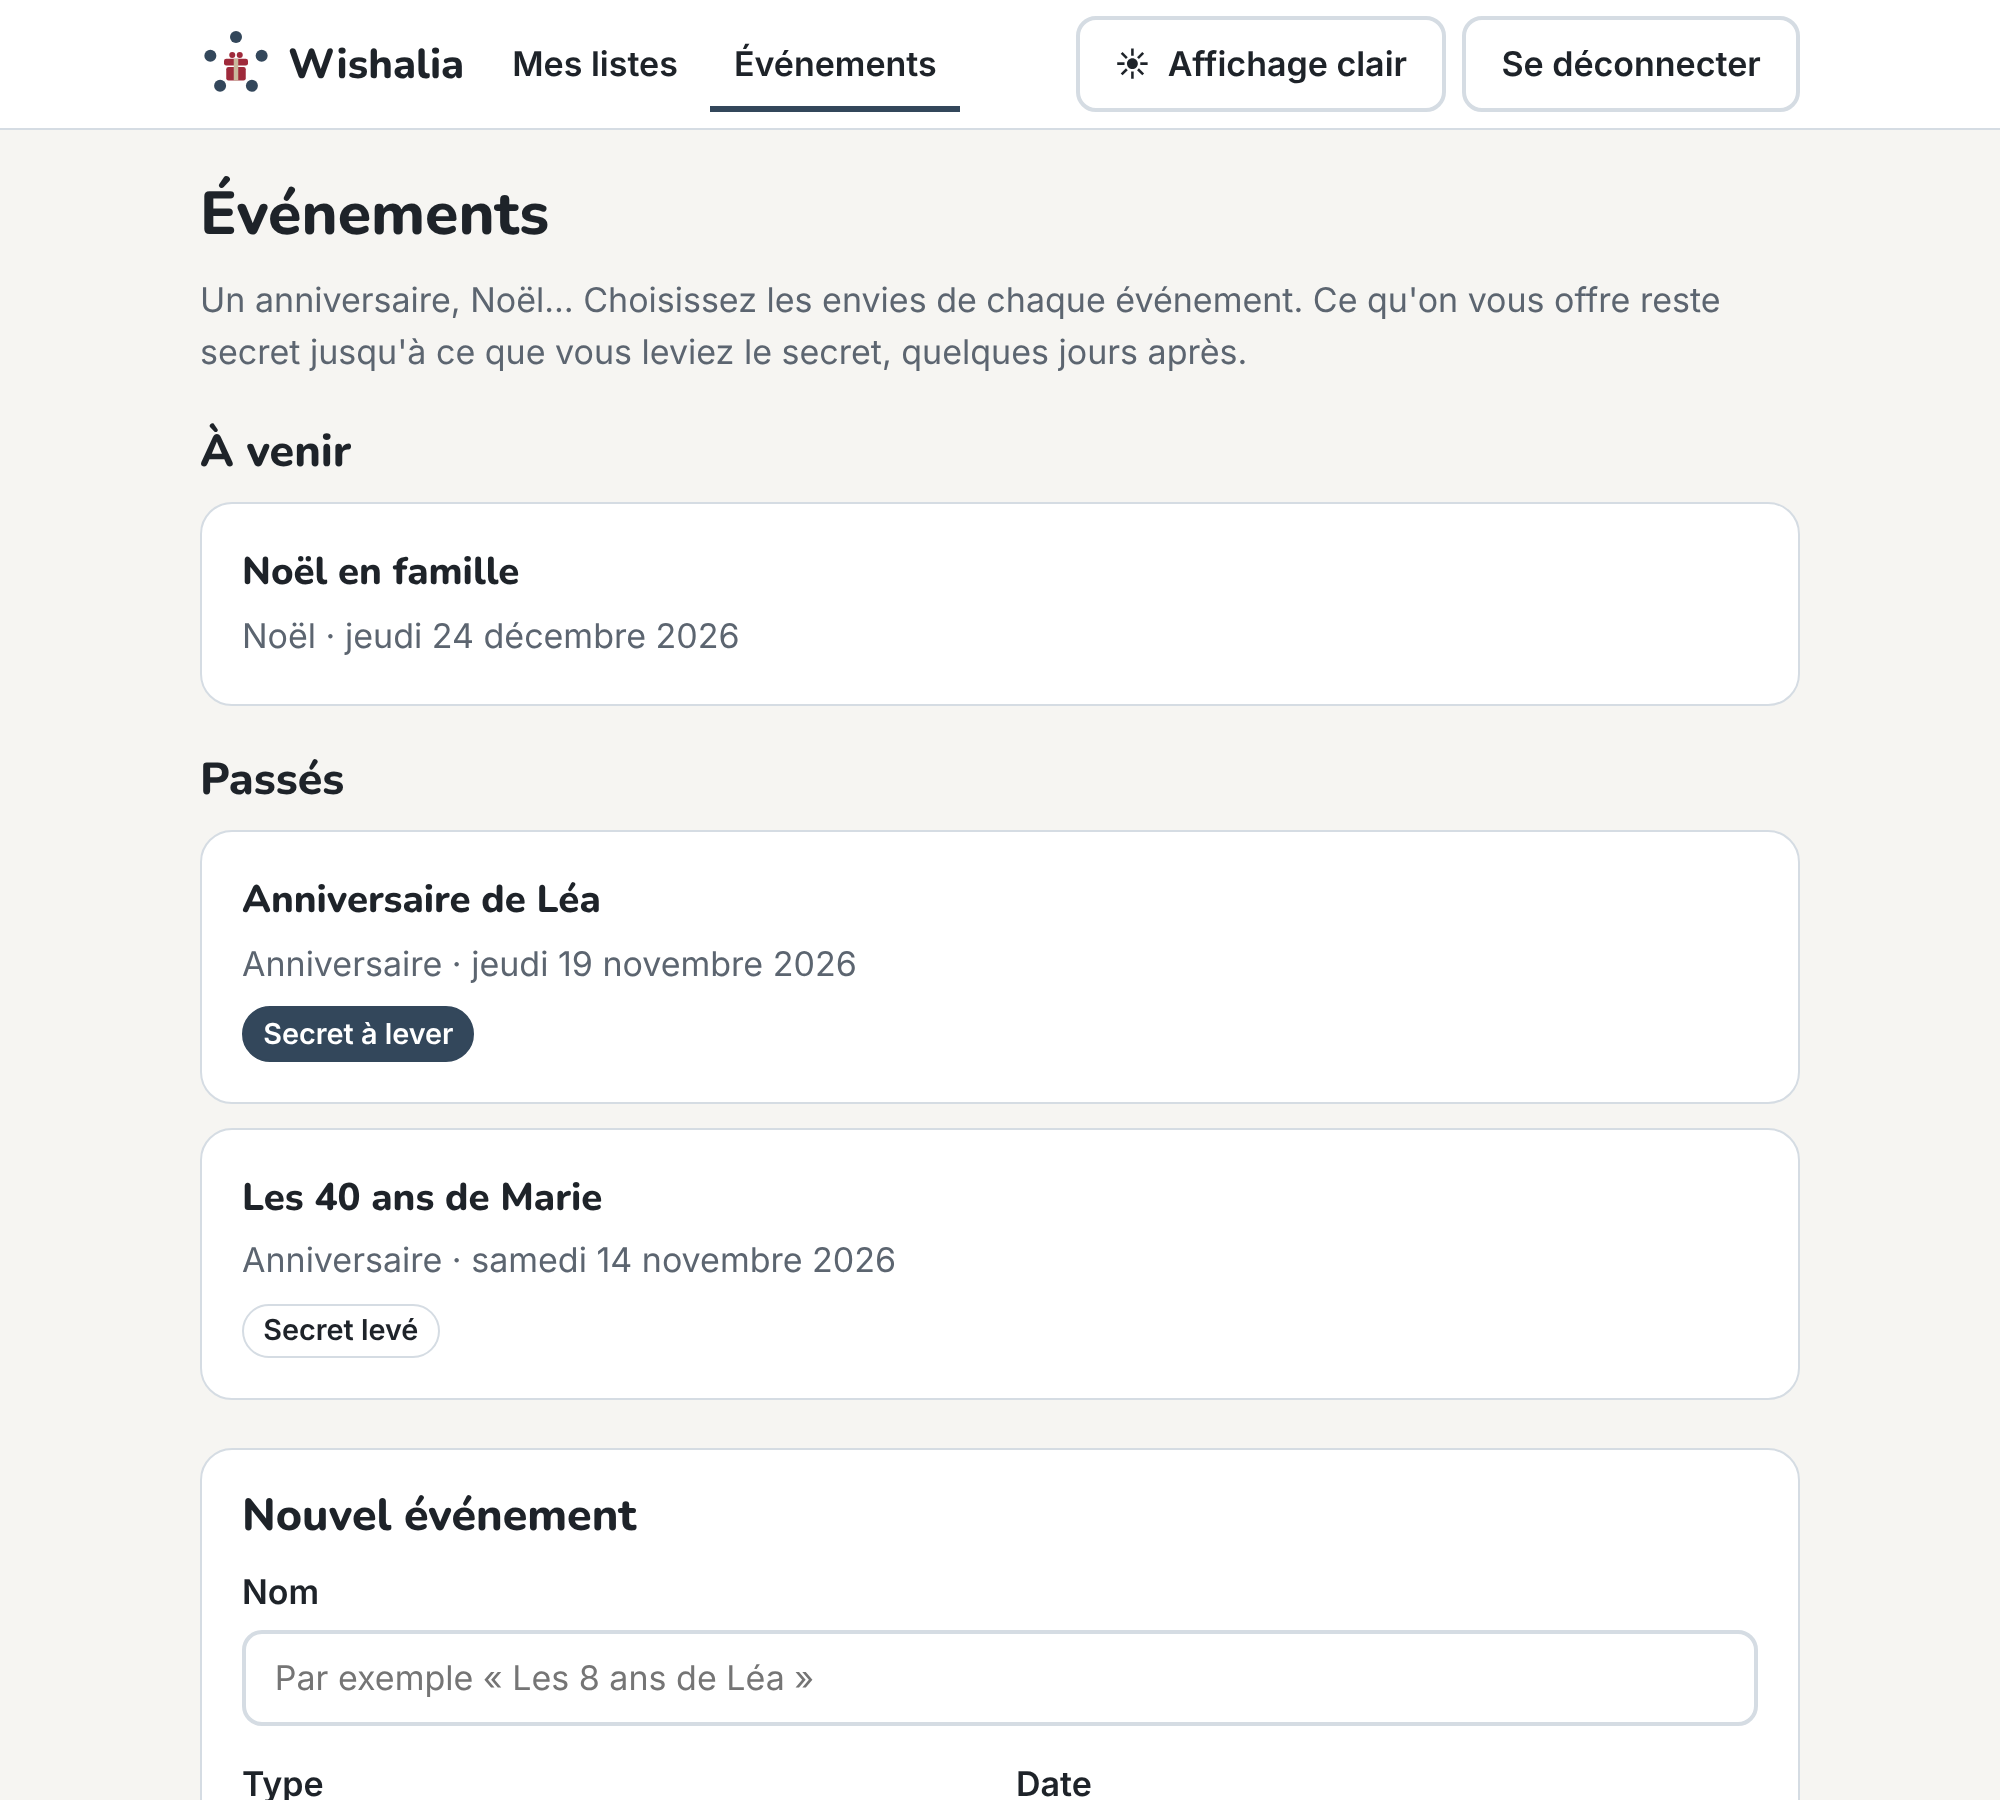 Wishalia
Mes listes
Événements
Affichage clair
Se déconnecter
Événements
Un anniversaire, Noël... Choisissez les envies de chaque événement. Ce qu'on vous offre reste
secret jusqu'à ce que vous leviez le secret, quelques jours après.
À venir
Noël en famille
Noël · jeudi 24 décembre 2026
Passés
Anniversaire de Léa
Anniversaire · jeudi 19 novembre 2026
Secret à lever
Les 40 ans de Marie
Anniversaire · samedi 14 novembre 2026
Secret levé
Nouvel événement
Nom
Par exemple « Les 8 ans de Léa »
Type
Date